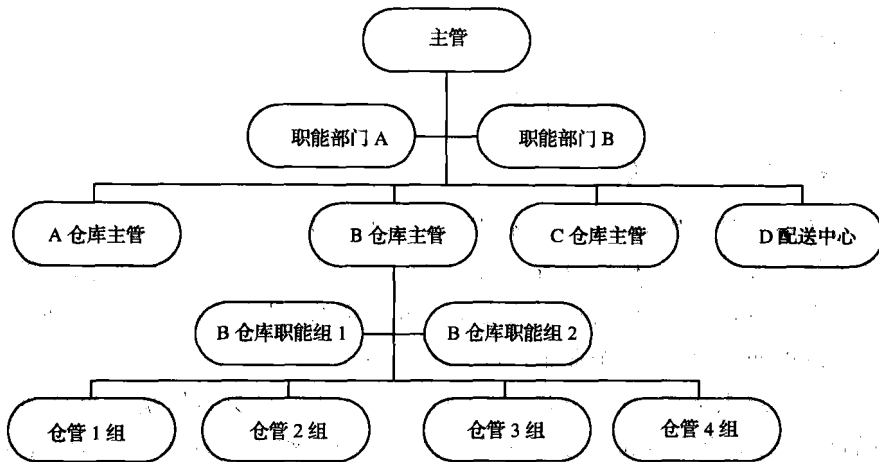 主管
职能部门 A
职能部门 B
A 仓库主管
B 仓库主管
C 仓库主管
D 配送中心
B 仓库职能组 1
B 仓库职能组 2
仓管 1 组
仓管 2 组
仓管 3 组
仓管 4 组